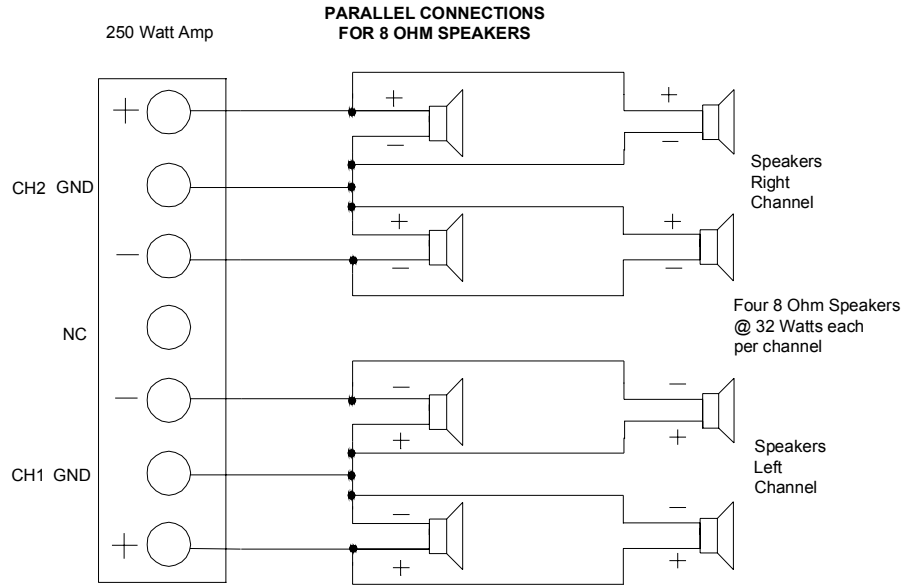 PARALLEL CONNECTIONS
FOR 8 OHM SPEAKERS
250 Watt Amp
+
CH2 GND
—
NC
—
CH1 GND
+
+
—
+
—
+
—
+
—
Speakers
Right
Channel
Four 8 Ohm Speakers
@ 32 Watts each
per channel
—
+
—
+
—
+
—
+
Speakers
Left
Channel